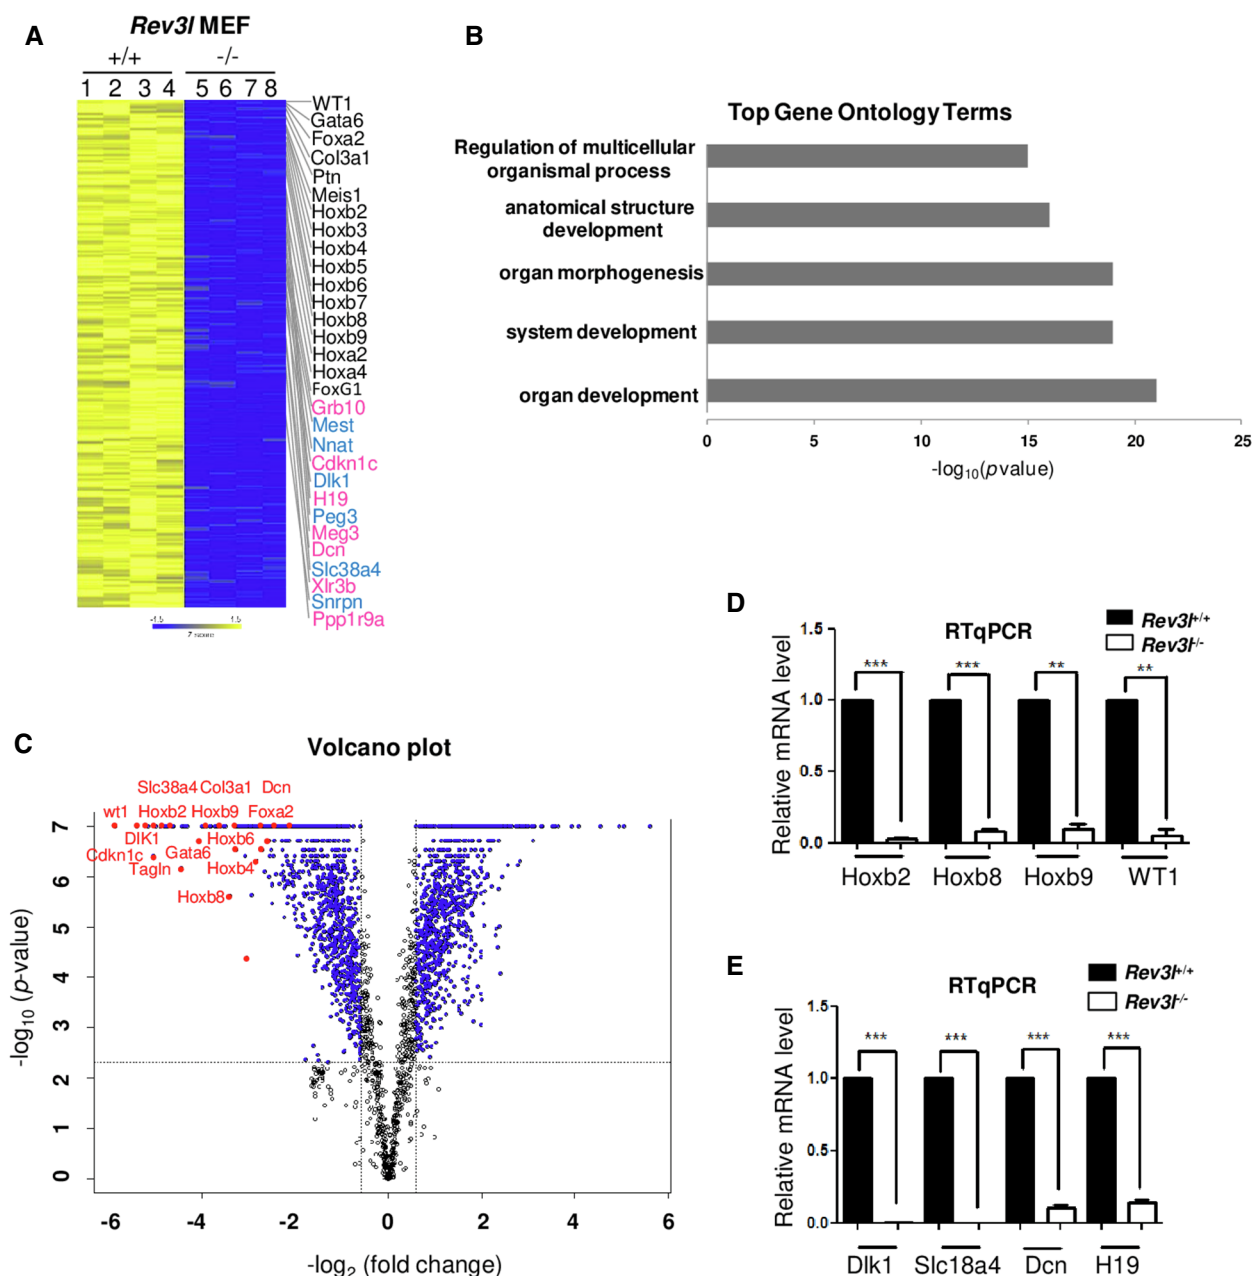 A
Rev3l MEF
+/+ -/-
1 2 3 4 5 6 7 8
WT1
Gata6
Foxa2
Col3a1
Ptn
Meis1
Hoxb2
Hoxb3
Hoxb4
Hoxb5
Hoxb6
Hoxb7
Hoxb8
Hoxb9
Hoxa2
Hoxa4
FoxG1
Grb10
Mest
Nnat
Cdkn1c
Dlk1
H19
Peg3
Meg3
Dcn
Slc38a4
Xlr3b
Snrpn
Ppp1r9a
-1.5 1.5
Z score
B
Top Gene Ontology Terms
Regulation of multicellular
organismal process
anatomical structure
development
organ morphogenesis
system development
organ development
0 5 10 15 20 25
-log10(p value)
C
Volcano plot
Slc38a4 Col3a1 Dcn
wt1 Hoxb2 Hoxb9 Foxa2
DlK1 Hoxb6
Cdkn1c Gata6
Tagln Hoxb4
Hoxb8
7
6
5
4
3
2
1
0
-log10 (p-value)
-6 -4 -2 0 2 4 6
-log2 (fold change)
D
RTqPCR
Rev3l+/+
Rev3l-/-
Relative mRNA level
1.5
1.0
0.5
0.0
*** *** ** **
Hoxb2 Hoxb8 Hoxb9 WT1
E
RTqPCR
Rev3l+/+
Rev3l-/-
Relative mRNA level
1.5
1.0
0.5
0.0
*** *** *** ***
Dlk1 Slc18a4 Dcn H19